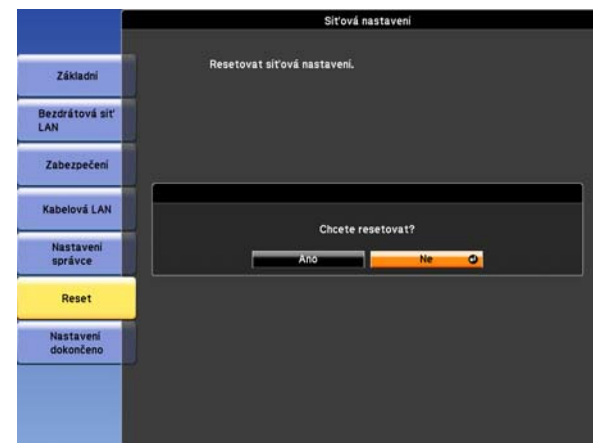 Síťová nastavení
Resetovat síťová nastavení.
Základní
Bezdrátová síť
LAN
Zabezpečení
Kabelová LAN
Nastavení
správce
Reset
Nastavení
dokončeno
Chcete resetovat?
Ano
Ne